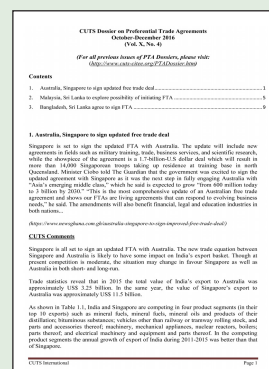 CUTS Dossier on Preferential Trade Agreements
October-December 2016
(Vol. X, No. 4)
(For all previous issues of PTA Dossier, please visit:
(http://www.cuts-citee.org/PTADossier.htm)
Contents
1. Australia, Singapore to sign updated free trade deal ...1
2. Malaysia, Sri Lanka to explore possibility of initiating FTA ...5
3. Bangladesh, Sri Lanka agree to sign FTA ...9
1. Australia, Singapore to sign updated free trade deal
Singapore is set to sign the updated FTA with Australia. The update will include new
agreements in fields such as military training, trade, business services, and scientific research,
while the showpiece of the agreement is a 1.7-billion-U.S dollar deal which will result in
more than 14,000 Singaporean troops taking up residence at training base in north
Queensland. Minister Ciobo told The Guardian that the government was excited to sign the
updated agreement with Singapore as it was the next step in fully engaging Australia with
"Asia's emerging middle class," which he said is expected to grow "from 600 million today
to 3 billion by 2030." "This is the most comprehensive update of an Australian free trade
agreement and shows our FTAs are living agreements that can respond to evolving business
needs," he said. The amendments will also benefit financial, legal and education industries in
both nations...
(https://www.newsghana.com.gh/australia-singapore-to-sign-improved-free-trade-deal/)
CUTS Comments
Singapore is all set to sign an updated FTA with Australia. The new trade equation between
Singapore and Australia is likely to have some impact on India's export basket. Though at
present competition is moderate, the situation may change in favour Singapore as well as
Australia in both short- and long-run.
Trade statistics reveal that in 2015 the total value of India's export to Australia was
approximately US$ 3.25 billion. In the same year, the value of Singapore's export to
Australia was approximately US$ 11.5 billion.
As shown in Table 1.1, India and Singapore are competing in four product segments (in their
top 10 exports) such as mineral fuels, mineral fuels, mineral oils and products of their
distillation; bituminous substances; vehicles other than railway or tramway rolling stock, and
parts and accessories thereof; machinery, mechanical appliances, nuclear reactors, boilers;
parts thereof; and electrical machinery and equipment and parts thereof. In the competing
product segments the annual growth of export of India during 2011-2015 was better than that
of Singapore.
CUTS International Page 1